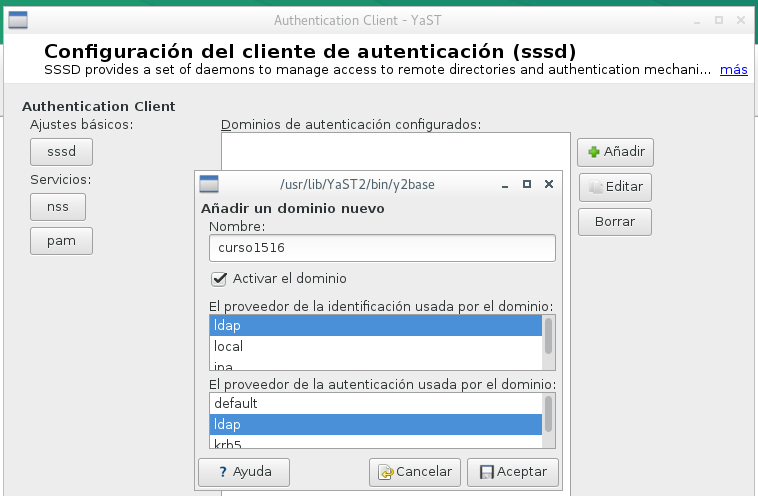 Authentication Client - YaST
Configuración del cliente de autenticación (sssd)
SSSD provides a set of daemons to manage access to remote directories and authentication mechani... más
Authentication Client
Ajustes básicos:
Dominios de autenticación configurados:
sssd
Añadir
Servicios:
/usr/lib/YaST2/bin/y2base
Editar
nss
Añadir un dominio nuevo
Borrar
Nombre:
pam
curso1516
Activar el dominio
El proveedor de la identificación usada por el dominio:
ldap
local
ipa
El proveedor de la autenticación usada por el dominio:
default
ldap
krb5
? Ayuda
Cancelar
Aceptar